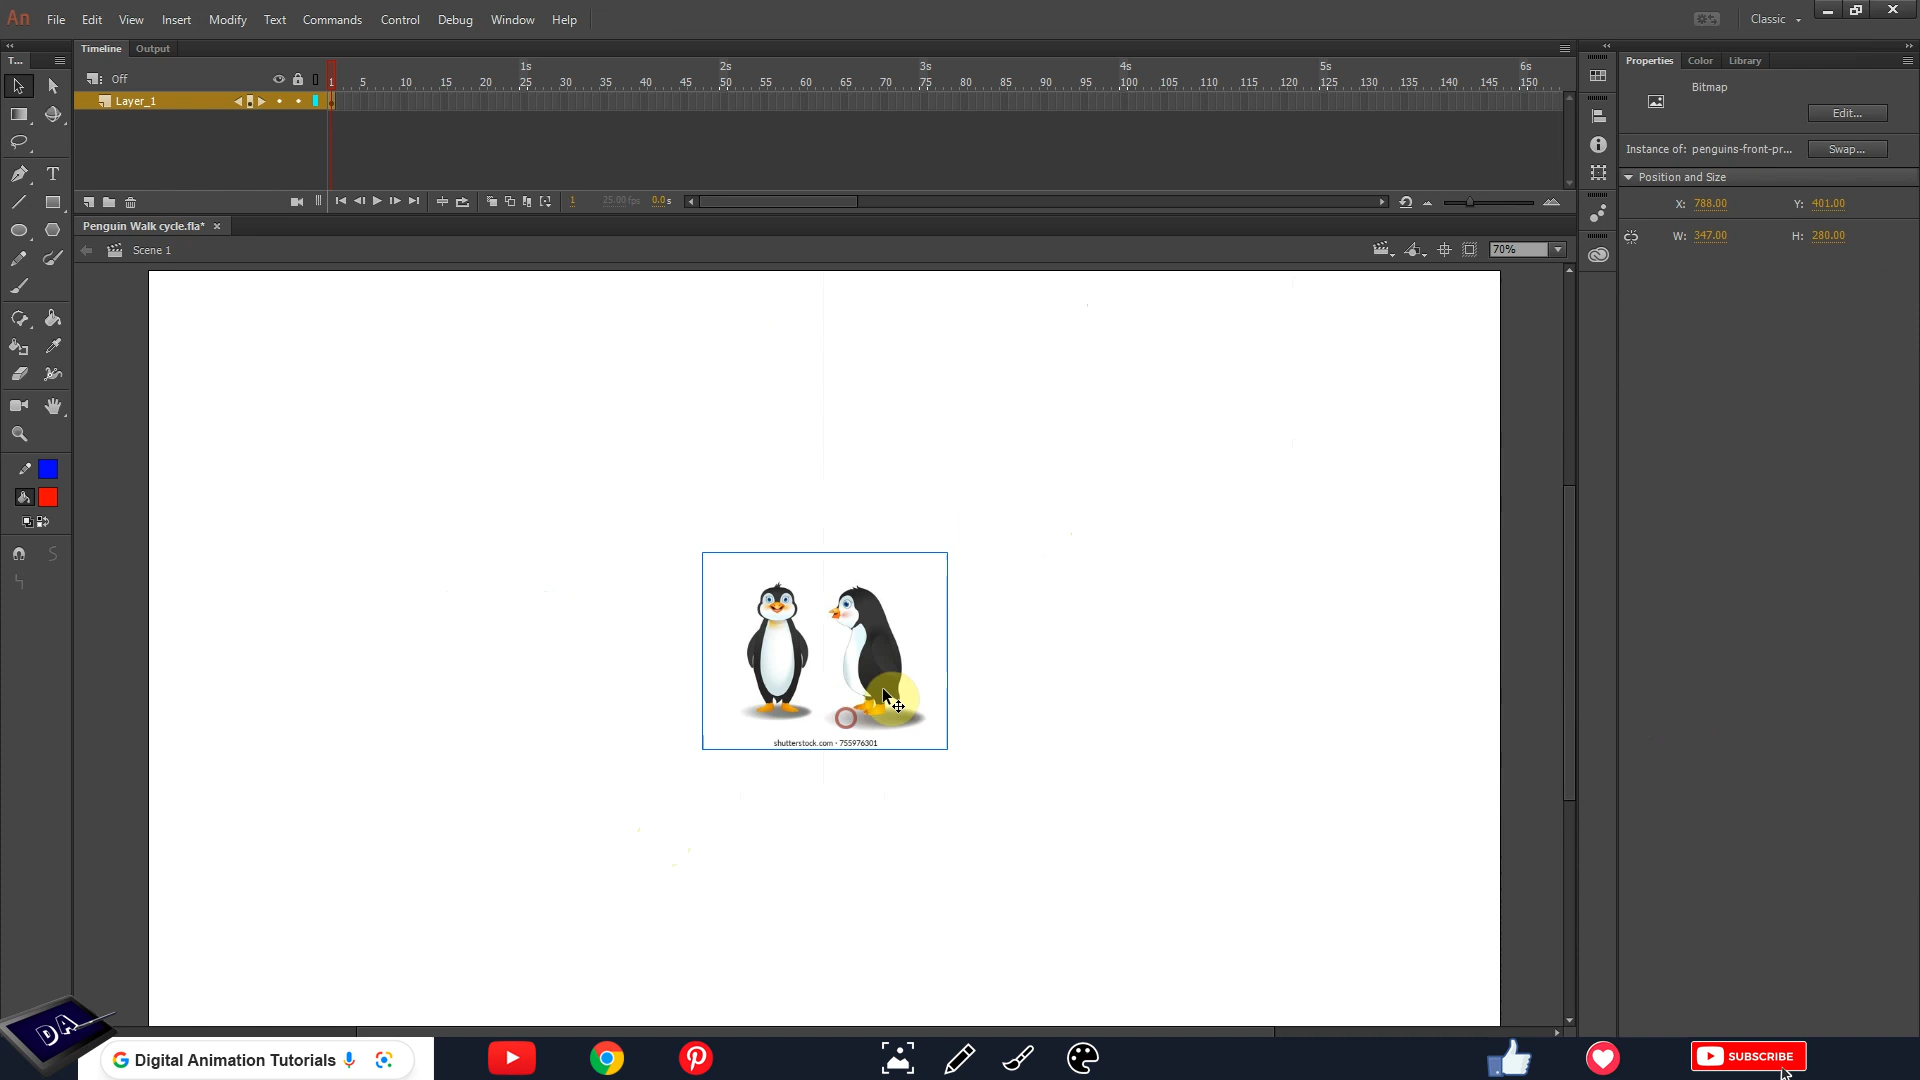 An File Edit View Insert Modify Text Commands Control Debug Window Help Classic
Timeline Output
T... Properties Color Library
Off 1s 2s 3s 4s 5s 6s
1 5 10 15 20 25 30 35 40 45 50 55 60 65 70 75 80 85 90 95 100 105 110 115 120 125 130 135 140 145 150
Layer_1
Bitmap
Edit...
Instance of: penguins-front-pr... Swap...
Position and Size
1 25.00 fps 0.0 s
X: 788.00 Y: 401.00
Penguin Walk cycle.fla* ×
W: 347.00 H: 280.00
Scene 1 70%
shutterstock.com · 755976301
DA
Digital Animation Tutorials
SUBSCRIBE